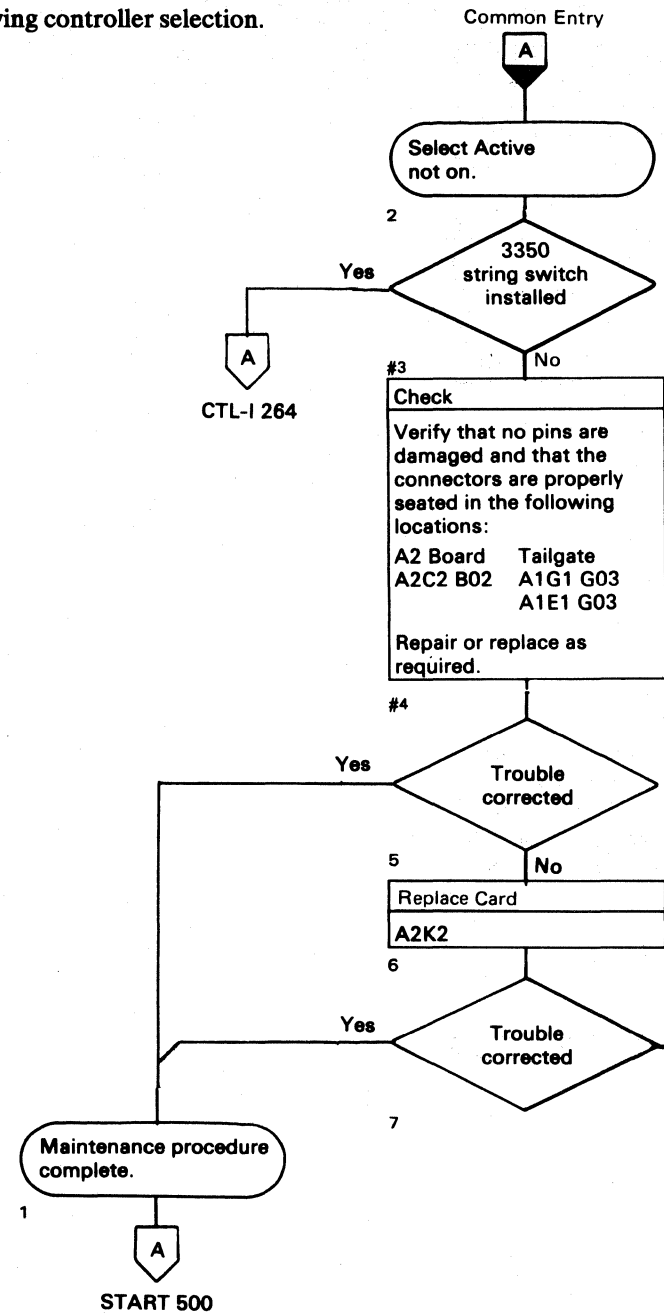 ving controller selection.
Common Entry
A
Select Active
not on.
2
3350
string switch
installed
Yes
A
CTL-I 264
No
#3
Check
Verify that no pins are
damaged and that the
connectors are properly
seated in the following
locations:
A2 Board Tailgate
A2C2 B02 A1G1 G03
A1E1 G03
Repair or replace as
required.
#4
Yes
Trouble
corrected
5
No
Replace Card
A2K2
6
Yes
Trouble
corrected
7
Maintenance procedure
complete.
1
A
START 500